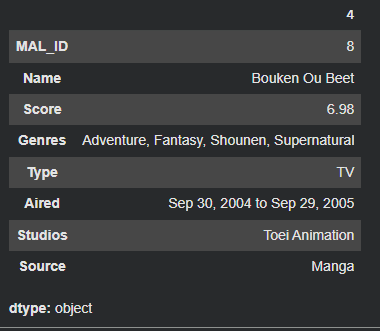 4
MAL_ID 8
Name Bouken Ou Beet
Score 6.98
Genres Adventure, Fantasy, Shounen, Supernatural
Type TV
Aired Sep 30, 2004 to Sep 29, 2005
Studios Toei Animation
Source Manga
dtype: object